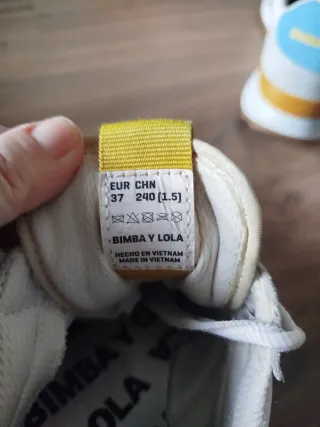 EUR CHN
37 240 (1.5)
BIMBA Y LOLA
HECHO EN VIETNAM
MADE IN VIETNAM
BIMBA Y
LOLA